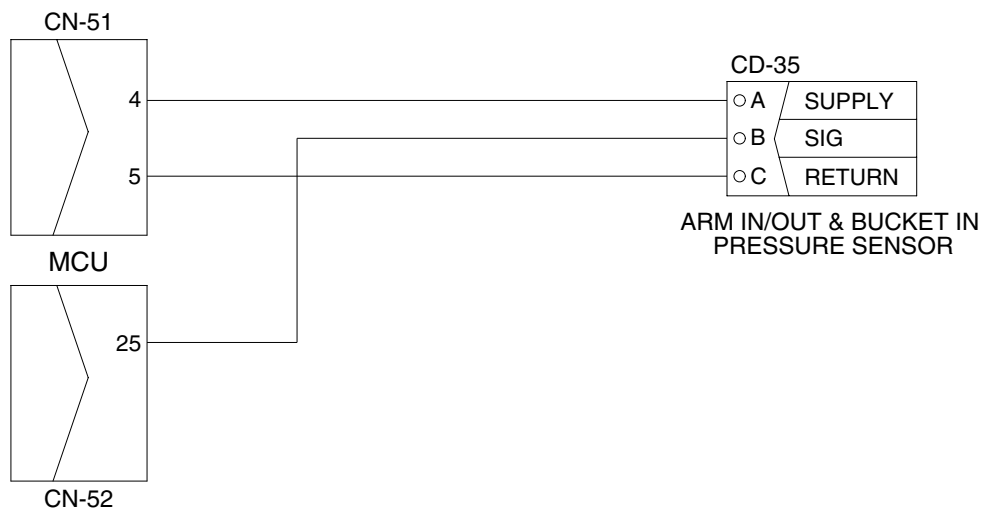 CN-51
4
5
MCU
25
CN-52
CD-35
A SUPPLY
B SIG
C RETURN
ARM IN/OUT & BUCKET IN
PRESSURE SENSOR